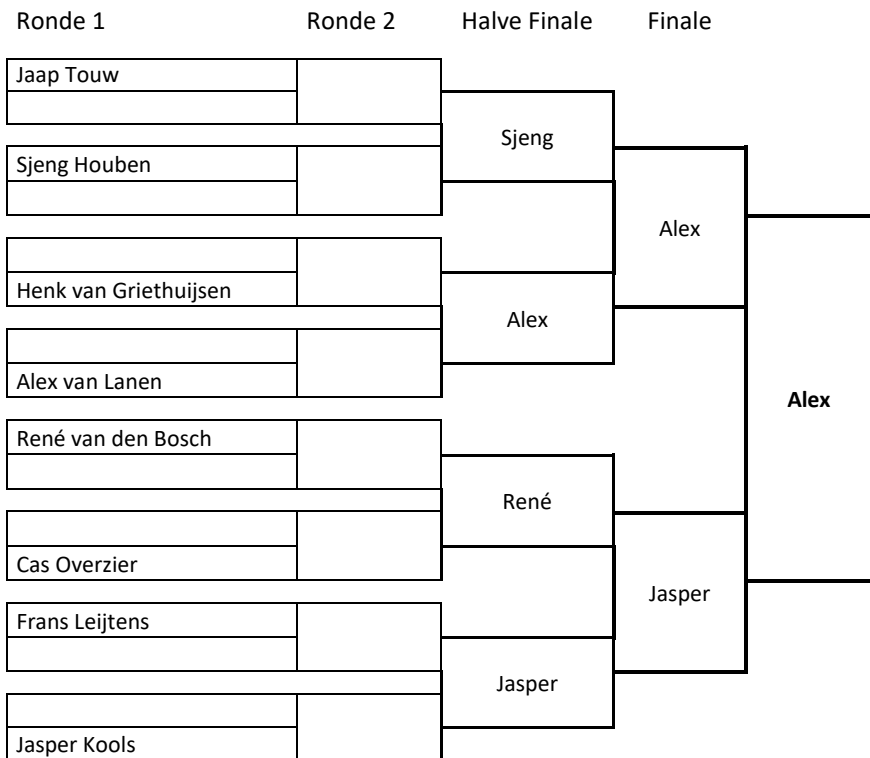 Ronde 1 Ronde 2 Halve Finale Finale
Jaap Touw
Sjeng
Sjeng Houben
Alex
Henk van Griethuijsen
Alex
Alex van Lanen
Alex
René van den Bosch
René
Cas Overzier
Jasper
Frans Leijtens
Jasper
Jasper Kools